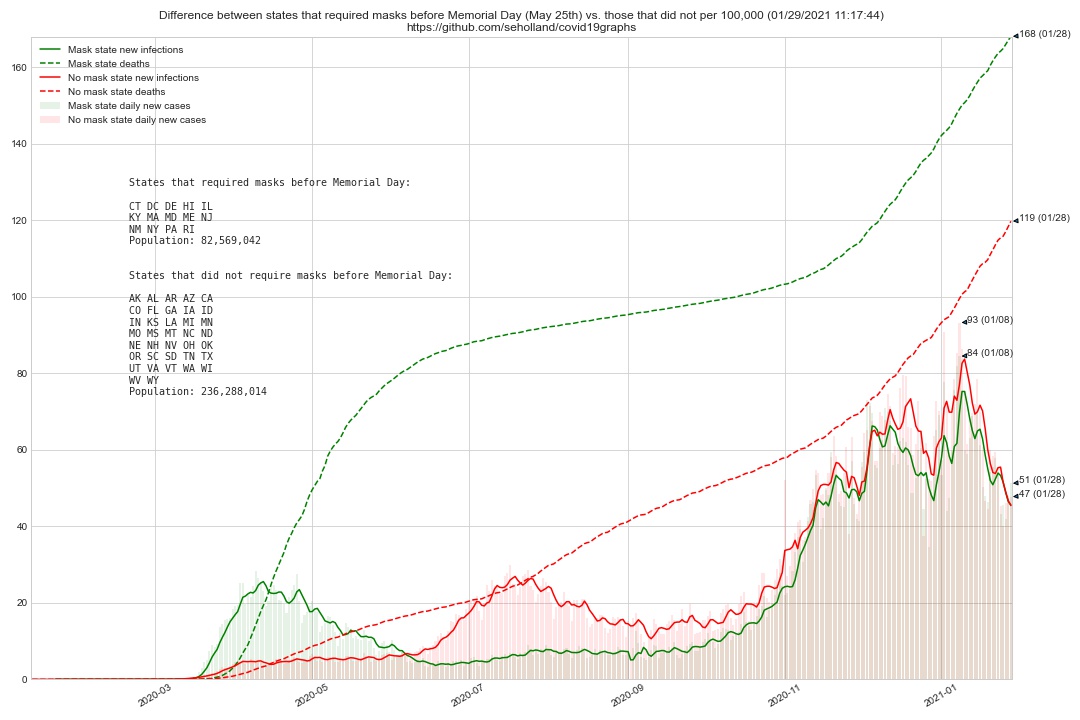 Difference between states that required masks before Memorial Day (May 25th) vs. those that did not per 100,000 (01/29/2021 11:17:44)
https://github.com/seholland/covid19graphs
Mask state new infections
Mask state deaths
No mask state new infections
No mask state deaths
Mask state daily new cases
No mask state daily new cases
States that required masks before Memorial Day:
CT DC DE HI IL
KY MA MD ME NJ
NM NY PA RI
Population: 82,569,042
States that did not require masks before Memorial Day:
AK AL AR AZ CA
CO FL GA IA ID
IN KS LA MI MN
MO MS MT NC ND
NE NH NV OH OK
OR SC SD TN TX
UT VA VT WA WI
WV WY
Population: 236,288,014
168 (01/28)
119 (01/28)
93 (01/08)
84 (01/08)
51 (01/28)
47 (01/28)
160
140
120
100
80
60
40
20
0
2020-03
2020-05
2020-07
2020-09
2020-11
2021-01